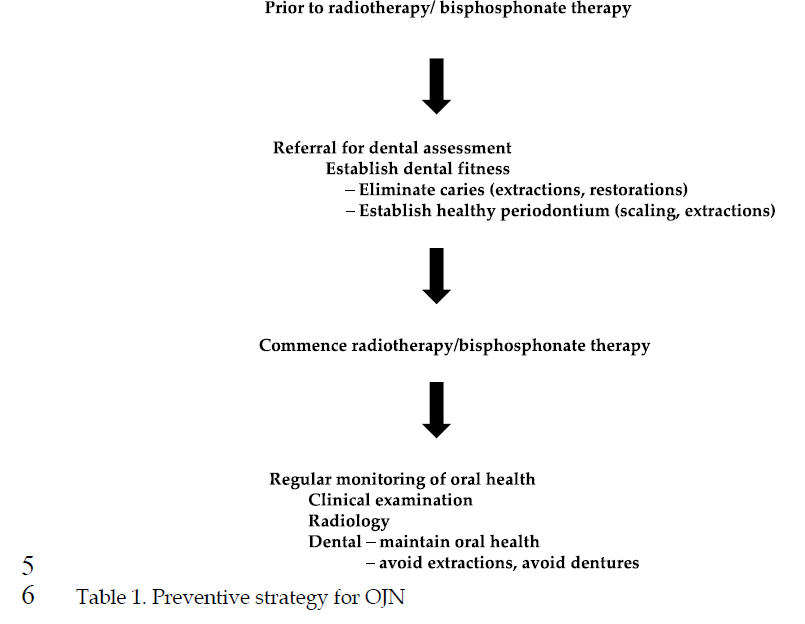 Prior to radiotherapy/ bisphosphonate therapy
Referral for dental assessment
Establish dental fitness
– Eliminate caries (extractions, restorations)
– Establish healthy periodontium (scaling, extractions)
Commence radiotherapy/bisphosphonate therapy
Regular monitoring of oral health
Clinical examination
Radiology
Dental – maintain oral health
– avoid extractions, avoid dentures
5
6 Table 1. Preventive strategy for OJN